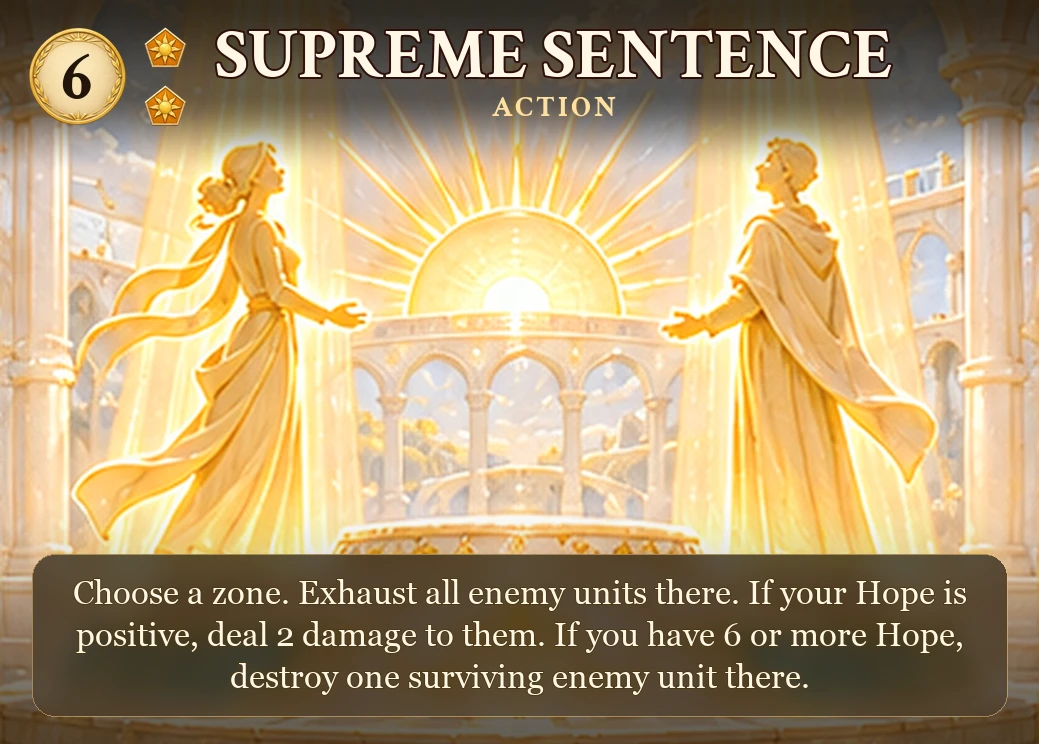 6
SUPREME SENTENCE
ACTION
Choose a zone. Exhaust all enemy units there. If your Hope is
positive, deal 2 damage to them. If you have 6 or more Hope,
destroy one surviving enemy unit there.